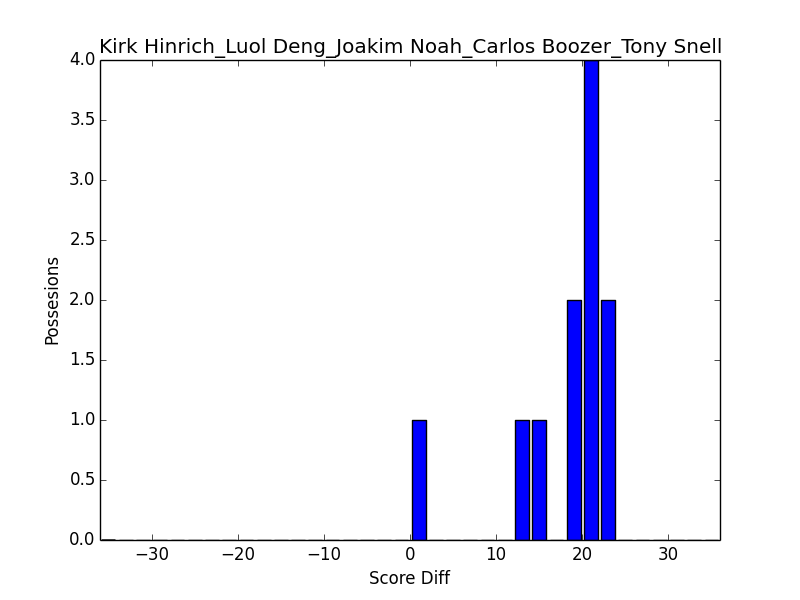 Kirk Hinrich_Luol Deng_Joakim Noah_Carlos Boozer_Tony Snell
4.0
3.5
3.0
2.5
2.0
1.5
1.0
0.5
0.0
Possesions
−30 −20 −10 0 10 20 30
Score Diff